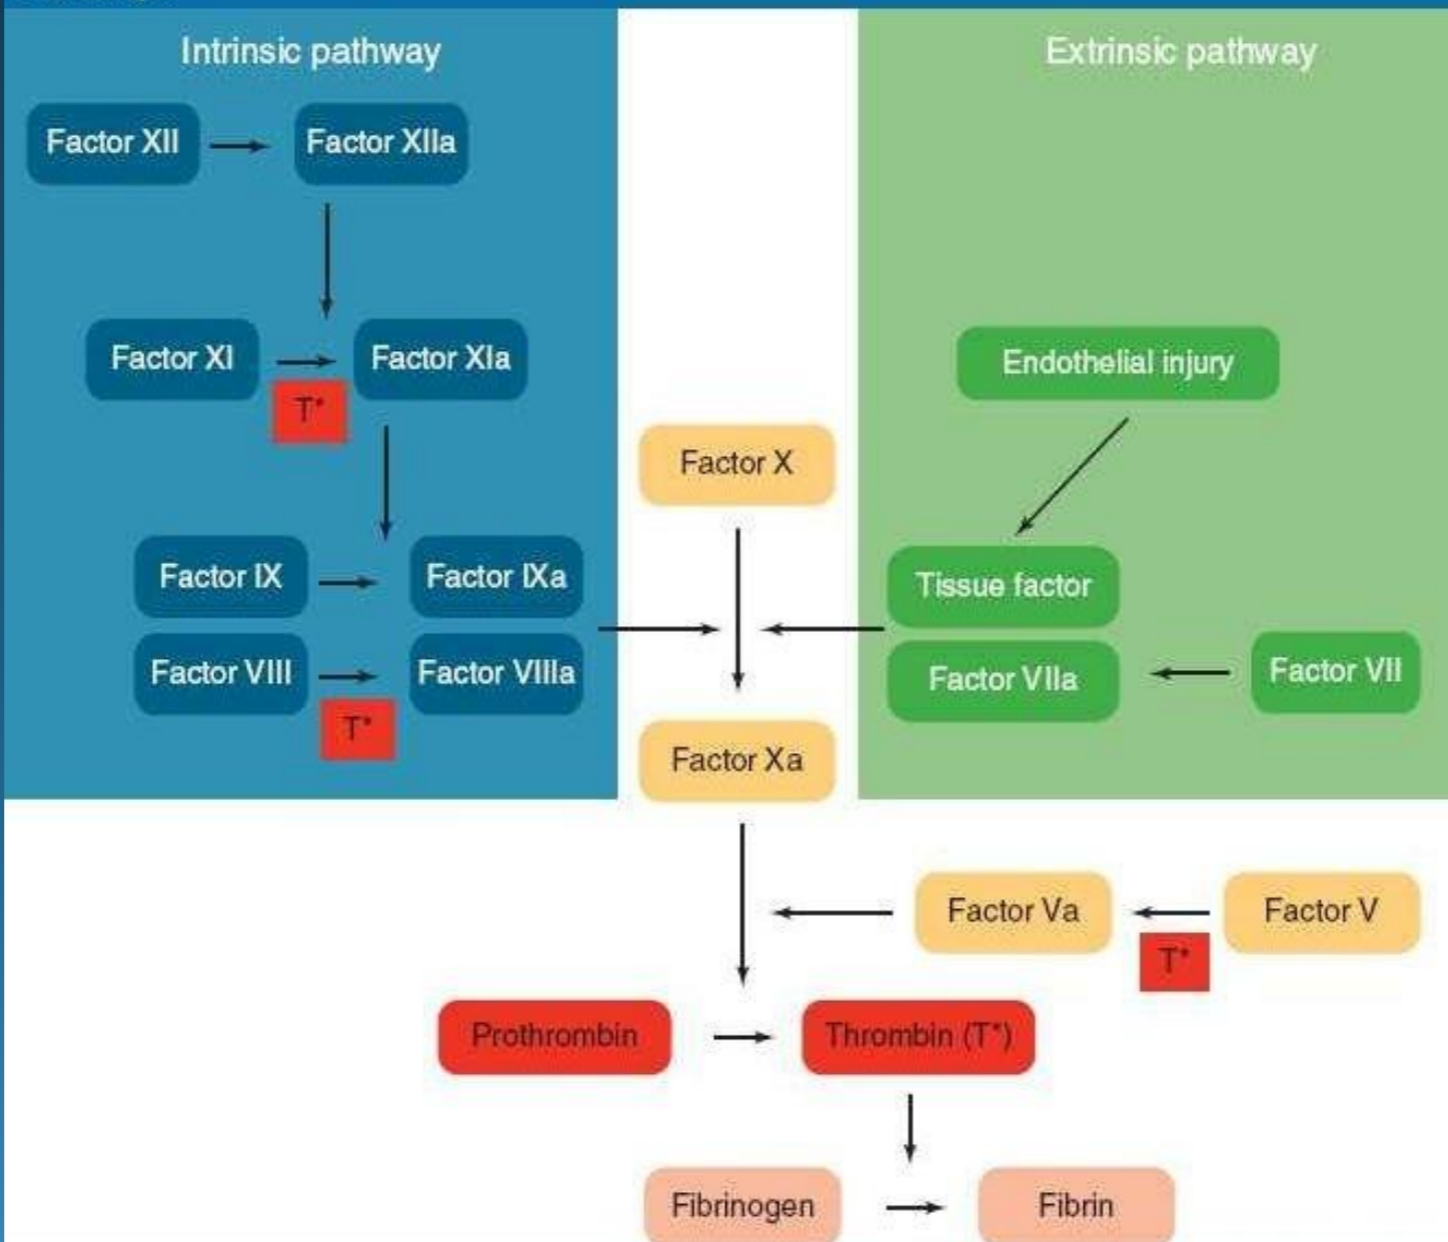 Intrinsic pathway
Extrinsic pathway
Factor XII
Factor XIIa
Factor XI
Factor XIa
T*
Endothelial injury
Factor X
Factor IX
Factor IXa
Tissue factor
Factor VIII
Factor VIIIa
Factor VIIa
Factor VII
T*
Factor Xa
Factor Va
Factor V
T*
Prothrombin
Thrombin (T*)
Fibrinogen
Fibrin